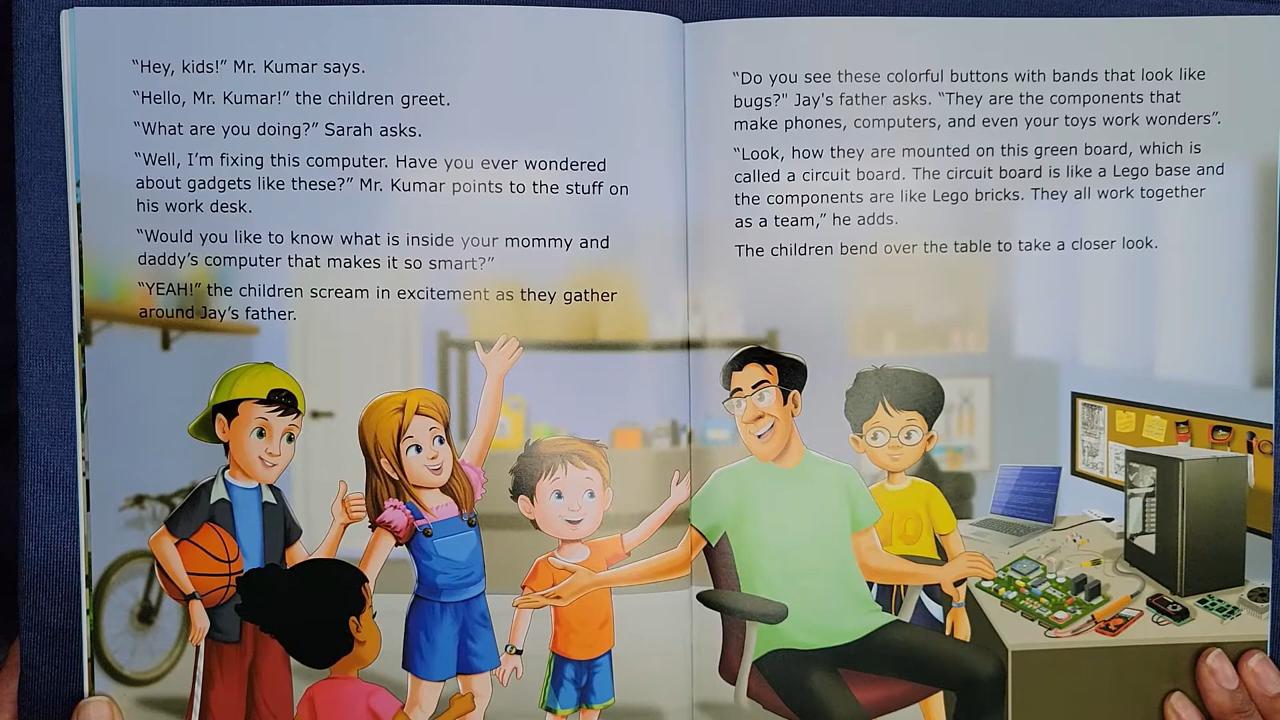 “Hey, kids!” Mr. Kumar says.
“Hello, Mr. Kumar!” the children greet.
“What are you doing?” Sarah asks.
“Well, I’m fixing this computer. Have you ever wondered
about gadgets like these?” Mr. Kumar points to the stuff on
his work desk.
“Would you like to know what is inside your mommy and
daddy’s computer that makes it so smart?”
“YEAH!” the children scream in excitement as they gather
around Jay’s father.
“Do you see these colorful buttons with bands that look like
bugs?" Jay's father asks. “They are the components that
make phones, computers, and even your toys work wonders”.
“Look, how they are mounted on this green board, which is
called a circuit board. The circuit board is like a Lego base and
the components are like Lego bricks. They all work together
as a team,” he adds.
The children bend over the table to take a closer look.
10